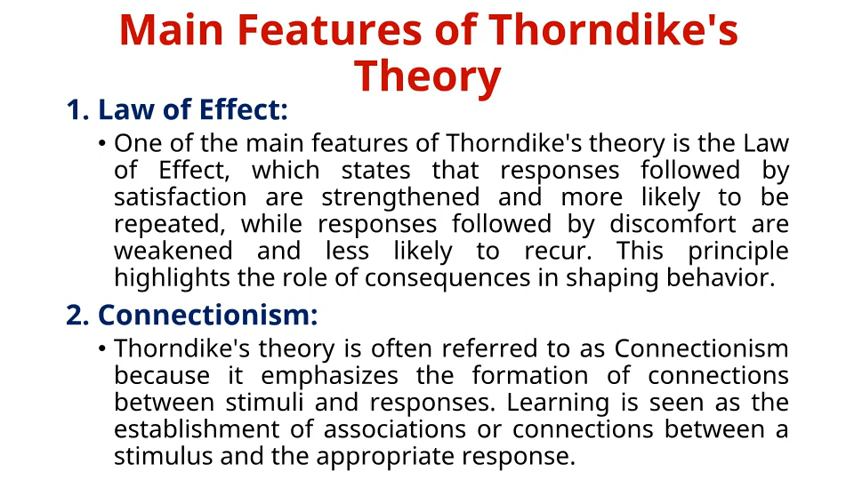 Main Features of Thorndike's
Theory
1. Law of Effect:
• One of the main features of Thorndike's theory is the Law
of Effect, which states that responses followed by
satisfaction are strengthened and more likely to be
repeated, while responses followed by discomfort are
weakened and less likely to recur. This principle
highlights the role of consequences in shaping behavior.
2. Connectionism:
• Thorndike's theory is often referred to as Connectionism
because it emphasizes the formation of connections
between stimuli and responses. Learning is seen as the
establishment of associations or connections between a
stimulus and the appropriate response.